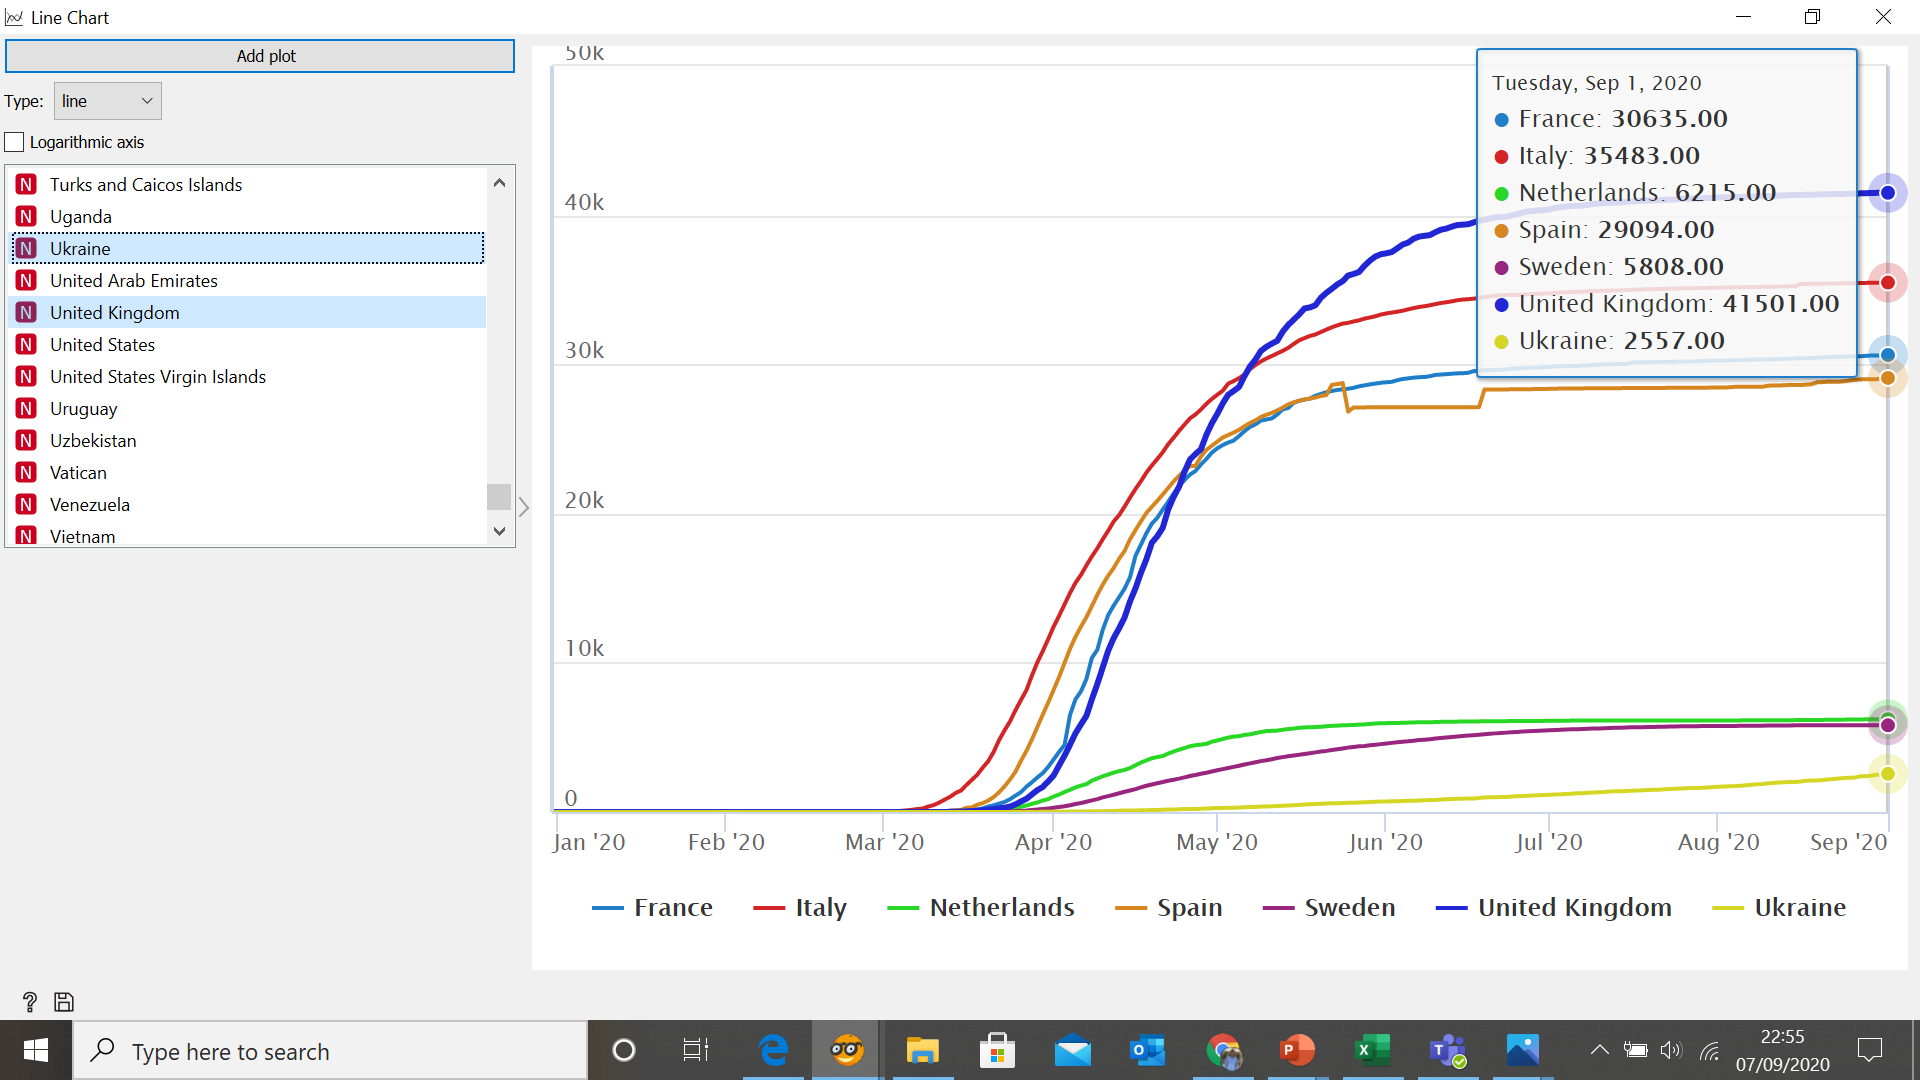 Line Chart
Add plot
Type: line
Logarithmic axis
N Turks and Caicos Islands
N Uganda
N Ukraine
N United Arab Emirates
N United Kingdom
N United States
N United States Virgin Islands
N Uruguay
N Uzbekistan
N Vatican
N Venezuela
N Vietnam
50k
40k
30k
20k
10k
0
Tuesday, Sep 1, 2020
France: 30635.00
Italy: 35483.00
Netherlands: 6215.00
Spain: 29094.00
Sweden: 5808.00
United Kingdom: 41501.00
Ukraine: 2557.00
Jan '20 Feb '20 Mar '20 Apr '20 May '20 Jun '20 Jul '20 Aug '20 Sep '20
France Italy Netherlands Spain Sweden United Kingdom Ukraine
?
Type here to search
22:55
07/09/2020